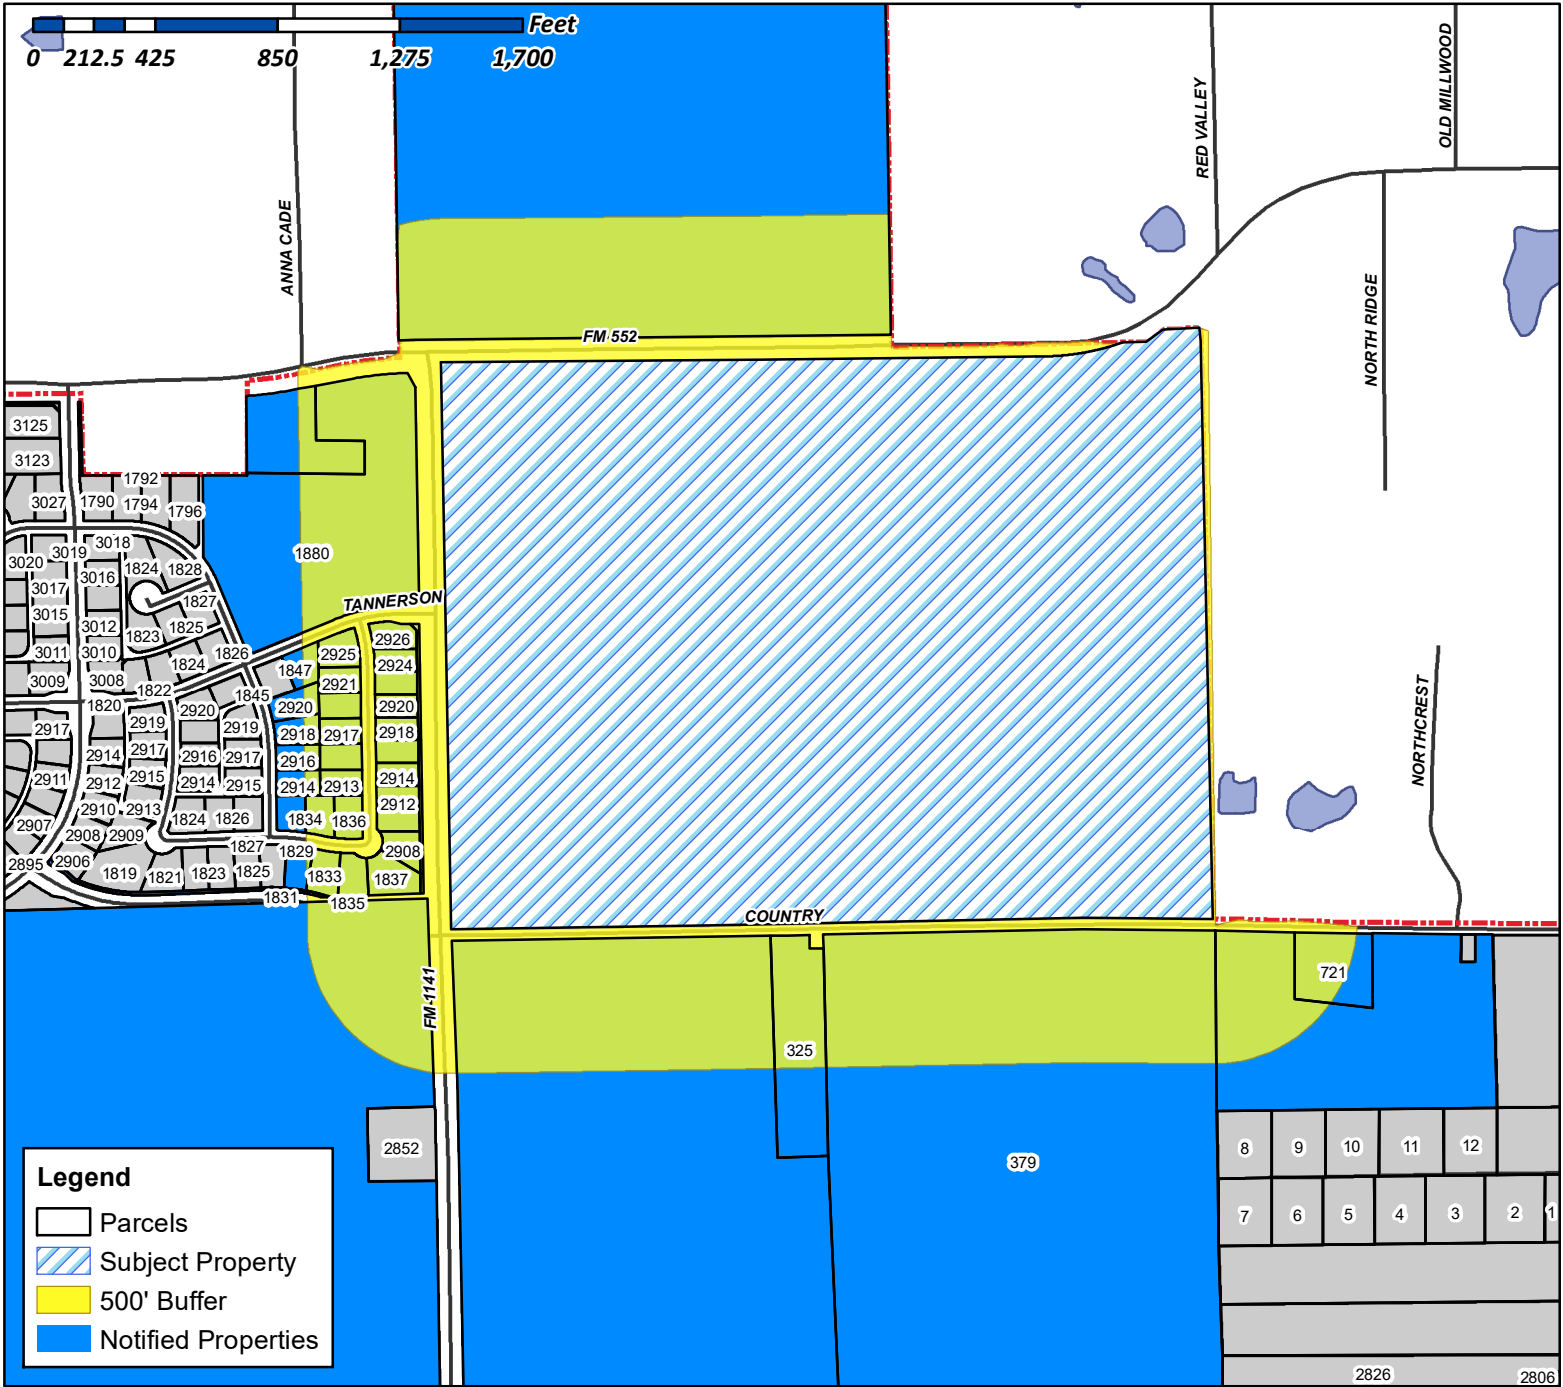 Feet
0 212.5 425 850 1,275 1,700
ANNA CADE
RED VALLEY
OLD MILLWOOD
NORTH RIDGE
FM 552
NORTHCREST
TANNERSON
COUNTRY
FM-1141
3125
3123
1792
3027 1790 1794 1796
3018
3019
3020 1824 1828
3016
3017
1827
3015
3012 1825
1823
3011 3010 1826
1824
3009 3008
1822
1820
1845
1847
1880
2926
2925
2924
2921
2920 2920 2920
2919 2919
2917
2918 2917 2918
2917
2914 2916 2917 2916
2911 2915
2912 2914 2915 2914 2913 2914
2912
2910 2913
1824 1826 1834 1836
2907
2908 2909
1827 1829 2908
2895 2906
1819 1821 1823 1825 1833 1837
1831 1835
721
325
2852
379
8 9 10 11 12
7 6 5 4 3 2 1
2826 2806
Legend
Parcels
Subject Property
500' Buffer
Notified Properties